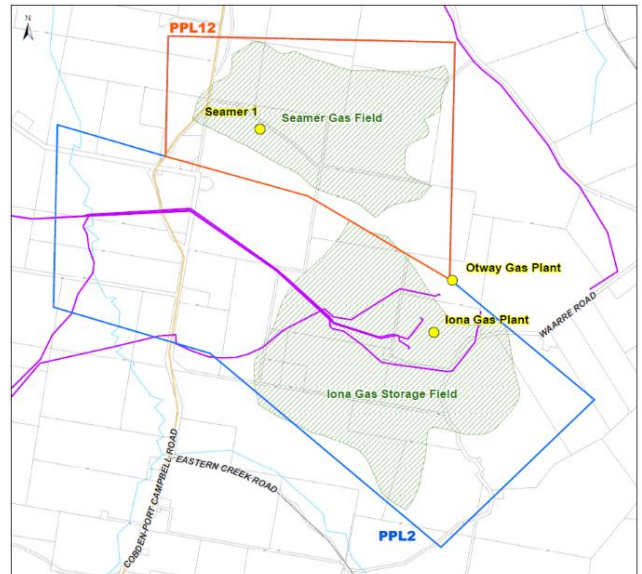 N
PPL12
Seamer 1
Seamer Gas Field
Otway Gas Plant
Iona Gas Plant
WAARRE ROAD
Iona Gas Storage Field
COBDEN-PORT CAMPBELL ROAD
EASTERN CREEK ROAD
PPL2